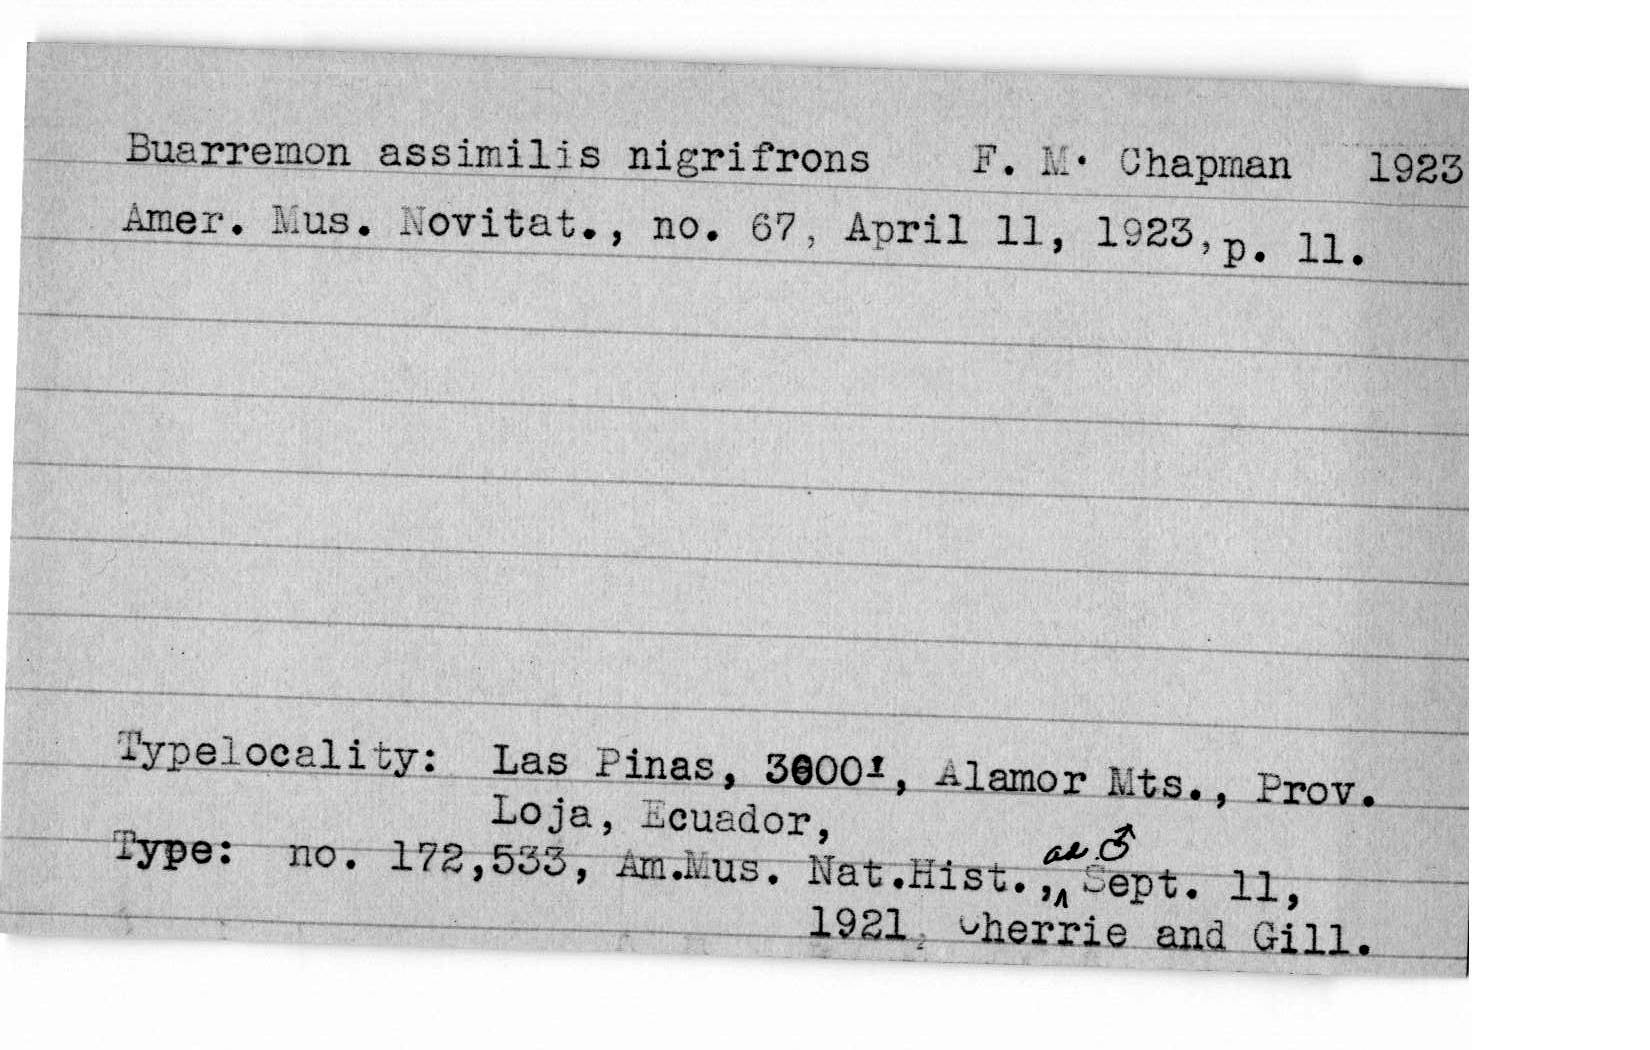 Buarremon assimilis nigrifrons F. M. Chapman 1923
Amer. Mus. Novitat., no. 67, April 11, 1923, p. 11.
Typelocality: Las Pinas, 3000', Alamor Mts., Prov.
Loja, Ecuador,
Type: no. 172,533, Am.Mus. Nat.Hist., ad. ♂ Sept. 11,
1921, Cherrie and Gill.